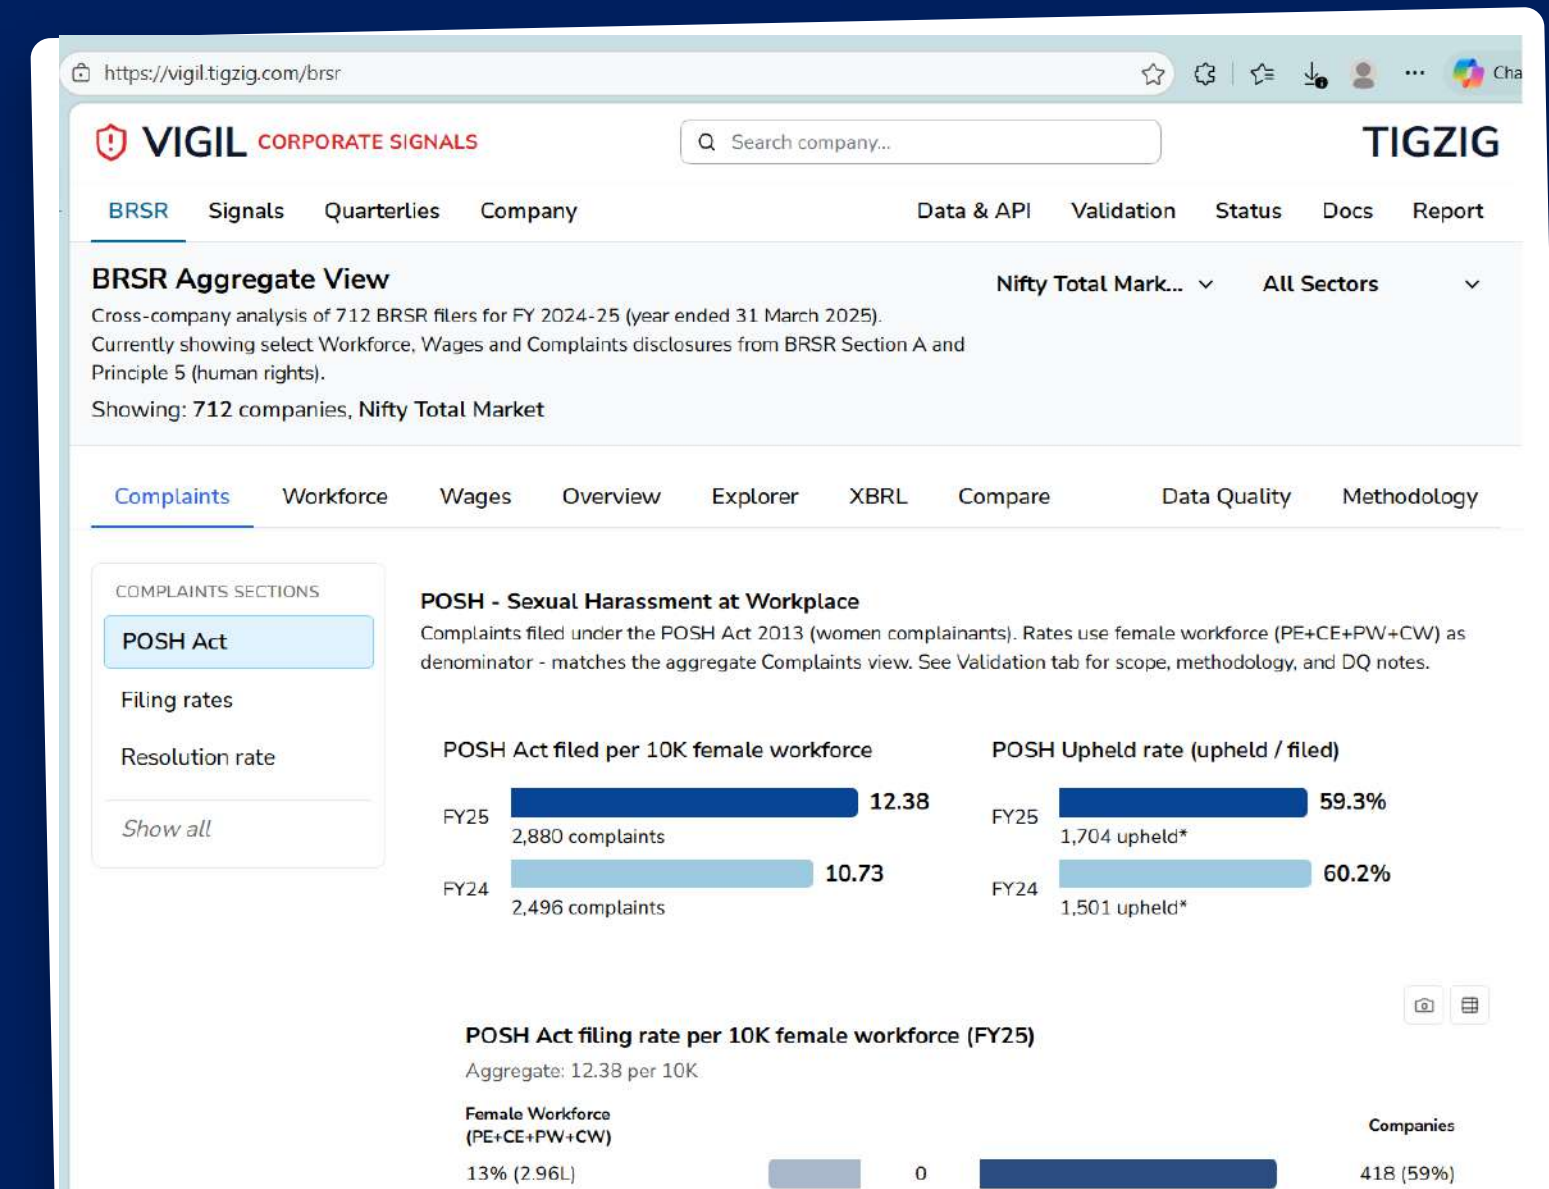 https://vigil.tigzig.com/brsr
Cha
VIGIL CORPORATE SIGNALS
Search company...
TIGZIG
BRSR Signals Quarterlies Company Data & API Validation Status Docs Report
BRSR Aggregate View
Nifty Total Mark... All Sectors
Cross-company analysis of 712 BRSR filers for FY 2024-25 (year ended 31 March 2025).
Currently showing select Workforce, Wages and Complaints disclosures from BRSR Section A and
Principle 5 (human rights).
Showing: 712 companies, Nifty Total Market
Complaints Workforce Wages Overview Explorer XBRL Compare Data Quality Methodology
COMPLAINTS SECTIONS
POSH Act
Filing rates
Resolution rate
Show all
POSH - Sexual Harassment at Workplace
Complaints filed under the POSH Act 2013 (women complainants). Rates use female workforce (PE+CE+PW+CW) as
denominator - matches the aggregate Complaints view. See Validation tab for scope, methodology, and DQ notes.
POSH Act filed per 10K female workforce
FY25 12.38
2,880 complaints
FY24 10.73
2,496 complaints
POSH Upheld rate (upheld / filed)
FY25 59.3%
1,704 upheld*
FY24 60.2%
1,501 upheld*
POSH Act filing rate per 10K female workforce (FY25)
Aggregate: 12.38 per 10K
Female Workforce
(PE+CE+PW+CW)
Companies
13% (2.96L) 0 418 (59%)